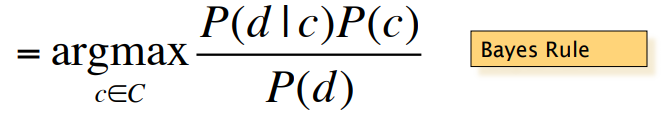 = argmax c∈C P(d | c)P(c) / P(d)
Bayes Rule